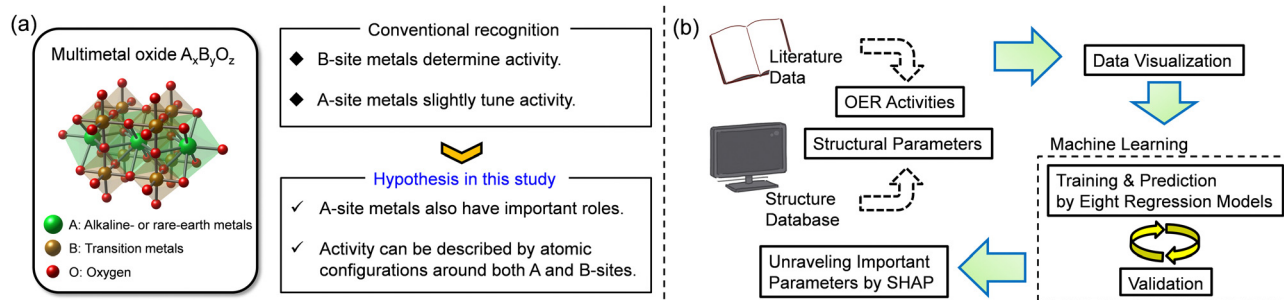 (a)
Multimetal oxide AxByOz
A: Alkaline- or rare-earth metals
B: Transition metals
O: Oxygen
Conventional recognition
◆ B-site metals determine activity.
◆ A-site metals slightly tune activity.
Hypothesis in this study
✓ A-site metals also have important roles.
✓ Activity can be described by atomic
configurations around both A and B-sites.
(b)
Literature
Data
OER Activities
Structural Parameters
Structure
Database
Data Visualization
Machine Learning
Training & Prediction
by Eight Regression Models
Validation
Unraveling Important
Parameters by SHAP